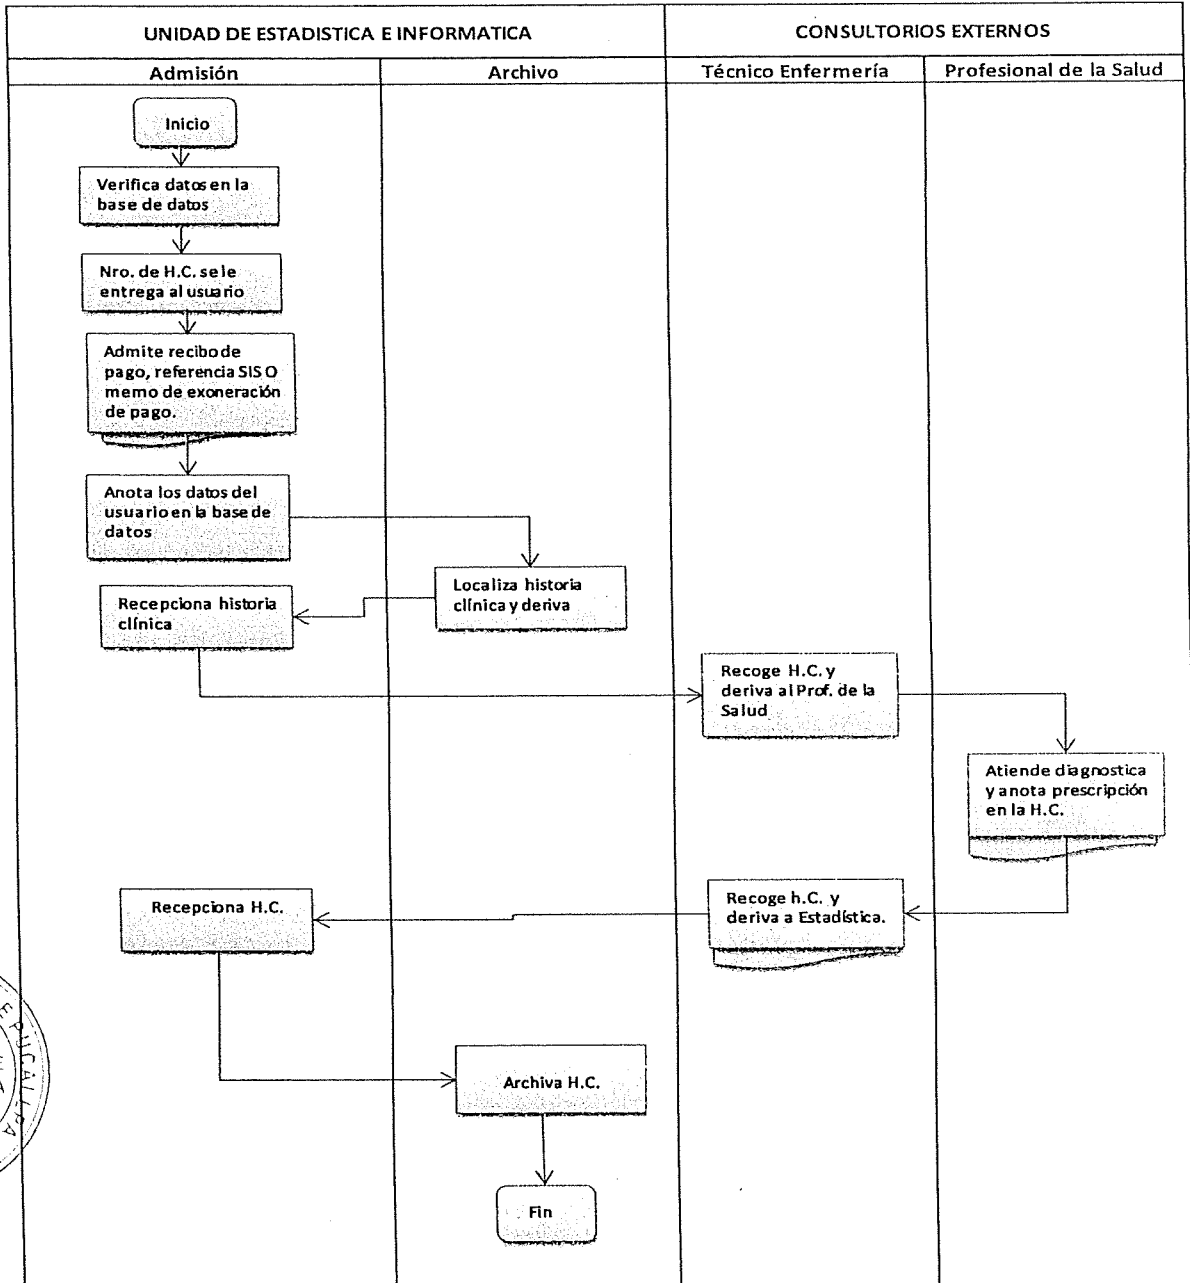 UNIDAD DE ESTADISTICA E INFORMATICA
CONSULTORIOS EXTERNOS
Admisión
Archivo
Técnico Enfermería
Profesional de la Salud
Inicio
Verifica datos en la
base de datos
Nro. de H.C. se le
entrega al usuario
Admite recibo de
pago, referencia SIS O
memo de exoneración
de pago.
Anota los datos del
usuario en la base de
datos
Localiza historia
clínica y deriva
Recepciona historia
clínica
Recoge H.C. y
deriva al Prof. de la
Salud
Atiende diagnostica
y anota prescripción
en la H.C.
Recoge h.C. y
deriva a Estadística.
Recepciona H.C.
Archiva H.C.
Fin
PUCALLPA